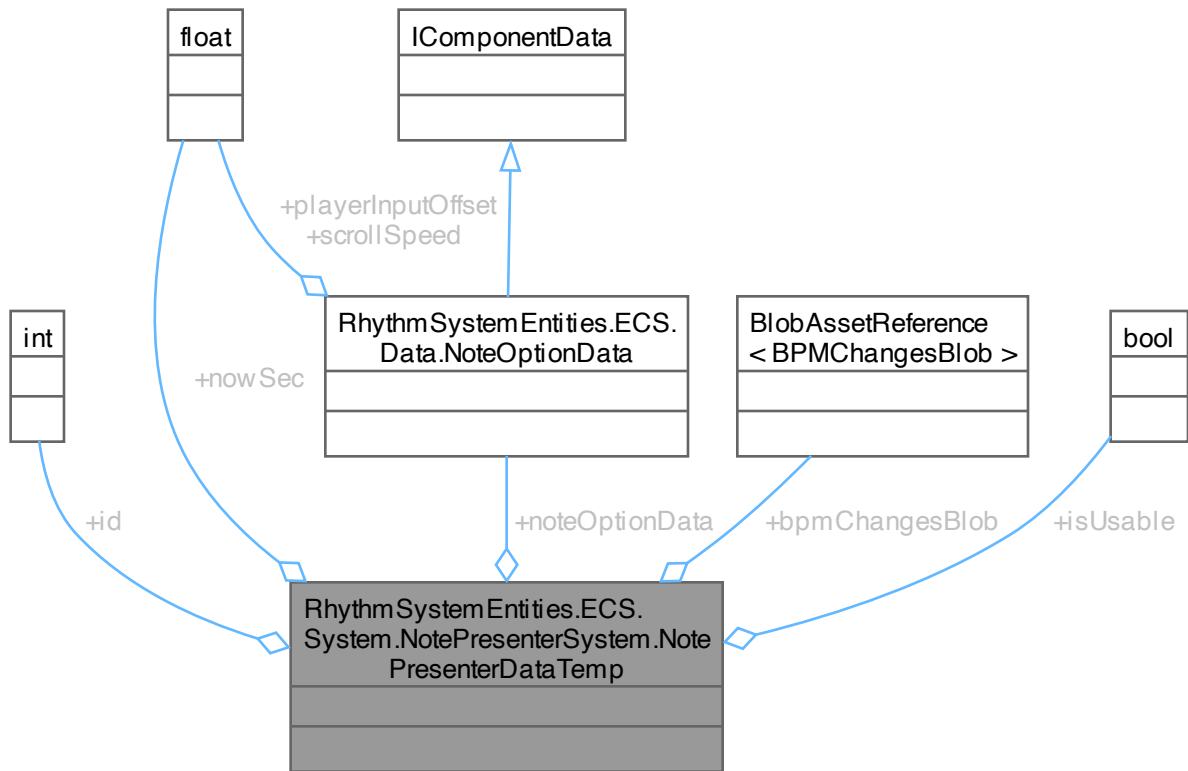 float
IComponentData
+playerInputOffset
+scrollSpeed
int
RhythmSystemEntities.ECS.
Data.NoteOptionData
BlobAssetReference
< BPMChangesBlob >
bool
+nowSec
+id
+noteOptionData
+bpmChangesBlob
+isUsable
RhythmSystemEntities.ECS.
System.NotePresenterSystem.Note
PresenterDataTemp